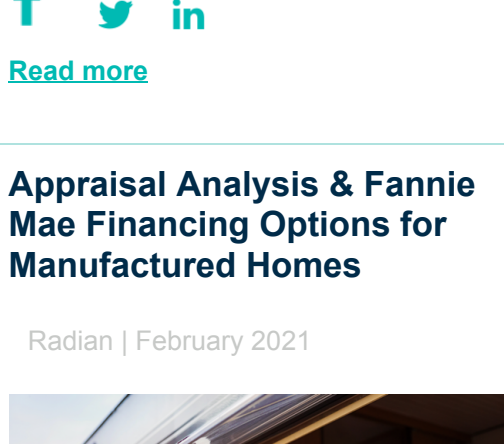 Read more
Appraisal Analysis & Fannie
Mae Financing Options for
Manufactured Homes
Radian | February 2021